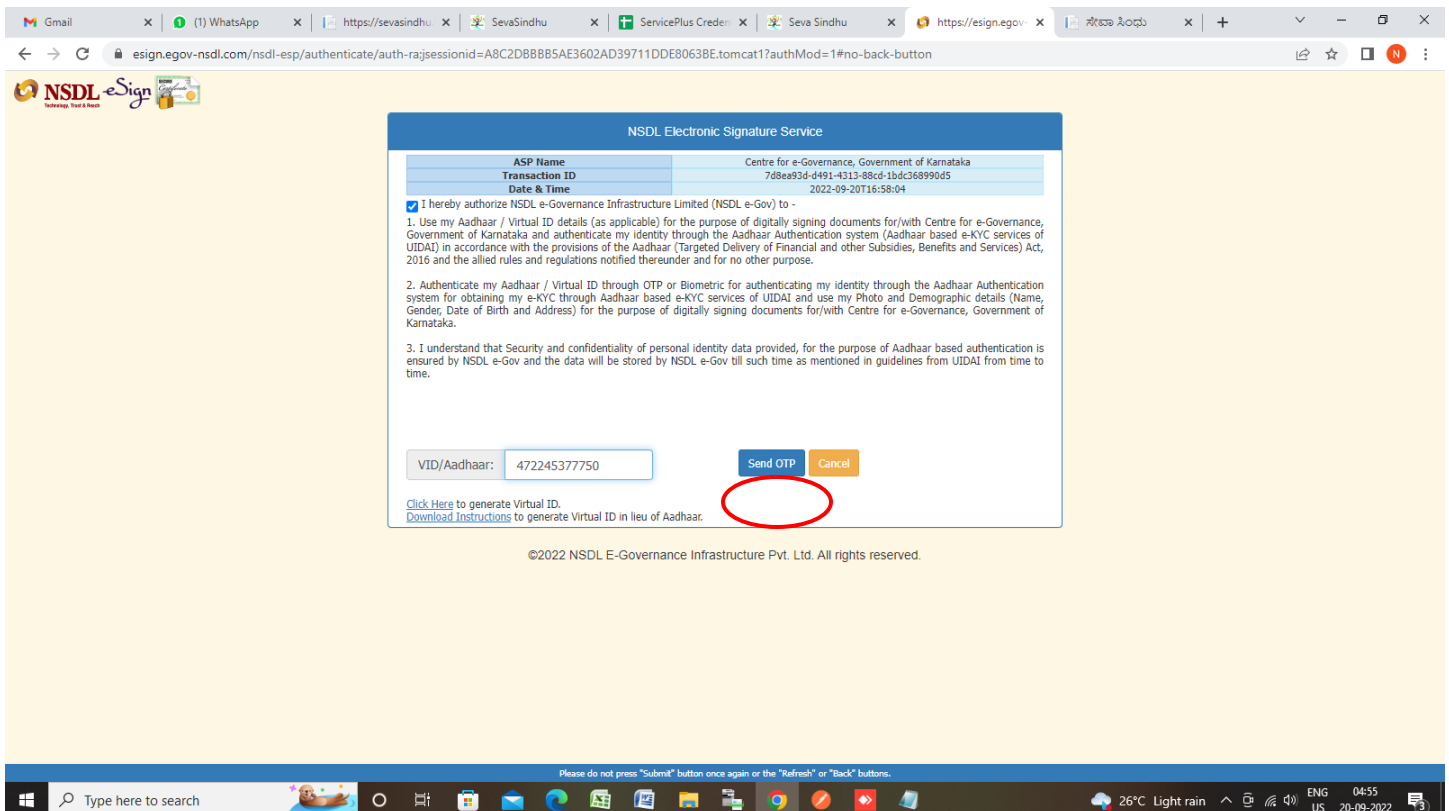 Gmail
(1) WhatsApp
https://sevasindhu
SevaSindhu
ServicePlus Creden
Seva Sindhu
https://esign.egov-
ಸೇವಾ ಸಿಂಧು
esign.egov-nsdl.com/nsdl-esp/authenticate/auth-ra;jsessionid=A8C2DBBBB5AE3602AD39711DDE8063BE.tomcat1?authMod=1#no-back-button
N
NSDL eSign
Technology, Trust & Reach
NSDL Electronic Signature Service
ASP Name Centre for e-Governance, Government of Karnataka
Transaction ID 7d8ea93d-d491-4313-88cd-1bdc368990d5
Date & Time 2022-09-20T16:58:04
I hereby authorize NSDL e-Governance Infrastructure Limited (NSDL e-Gov) to -
1. Use my Aadhaar / Virtual ID details (as applicable) for the purpose of digitally signing documents for/with Centre for e-Governance,
Government of Karnataka and authenticate my identity through the Aadhaar Authentication system (Aadhaar based e-KYC services of
UIDAI) in accordance with the provisions of the Aadhaar (Targeted Delivery of Financial and other Subsidies, Benefits and Services) Act,
2016 and the allied rules and regulations notified thereunder and for no other purpose.
2. Authenticate my Aadhaar / Virtual ID through OTP or Biometric for authenticating my identity through the Aadhaar Authentication
system for obtaining my e-KYC through Aadhaar based e-KYC services of UIDAI and use my Photo and Demographic details (Name,
Gender, Date of Birth and Address) for the purpose of digitally signing documents for/with Centre for e-Governance, Government of
Karnataka.
3. I understand that Security and confidentiality of personal identity data provided, for the purpose of Aadhaar based authentication is
ensured by NSDL e-Gov and the data will be stored by NSDL e-Gov till such time as mentioned in guidelines from UIDAI from time to
time.
VID/Aadhaar: 472245377750 Send OTP Cancel
Click Here to generate Virtual ID.
Download Instructions to generate Virtual ID in lieu of Aadhaar.
©2022 NSDL E-Governance Infrastructure Pvt. Ltd. All rights reserved.
Please do not press "Submit" button once again or the "Refresh" or "Back" buttons.
Type here to search
26°C Light rain
ENG
US
04:55
20-09-2022
3